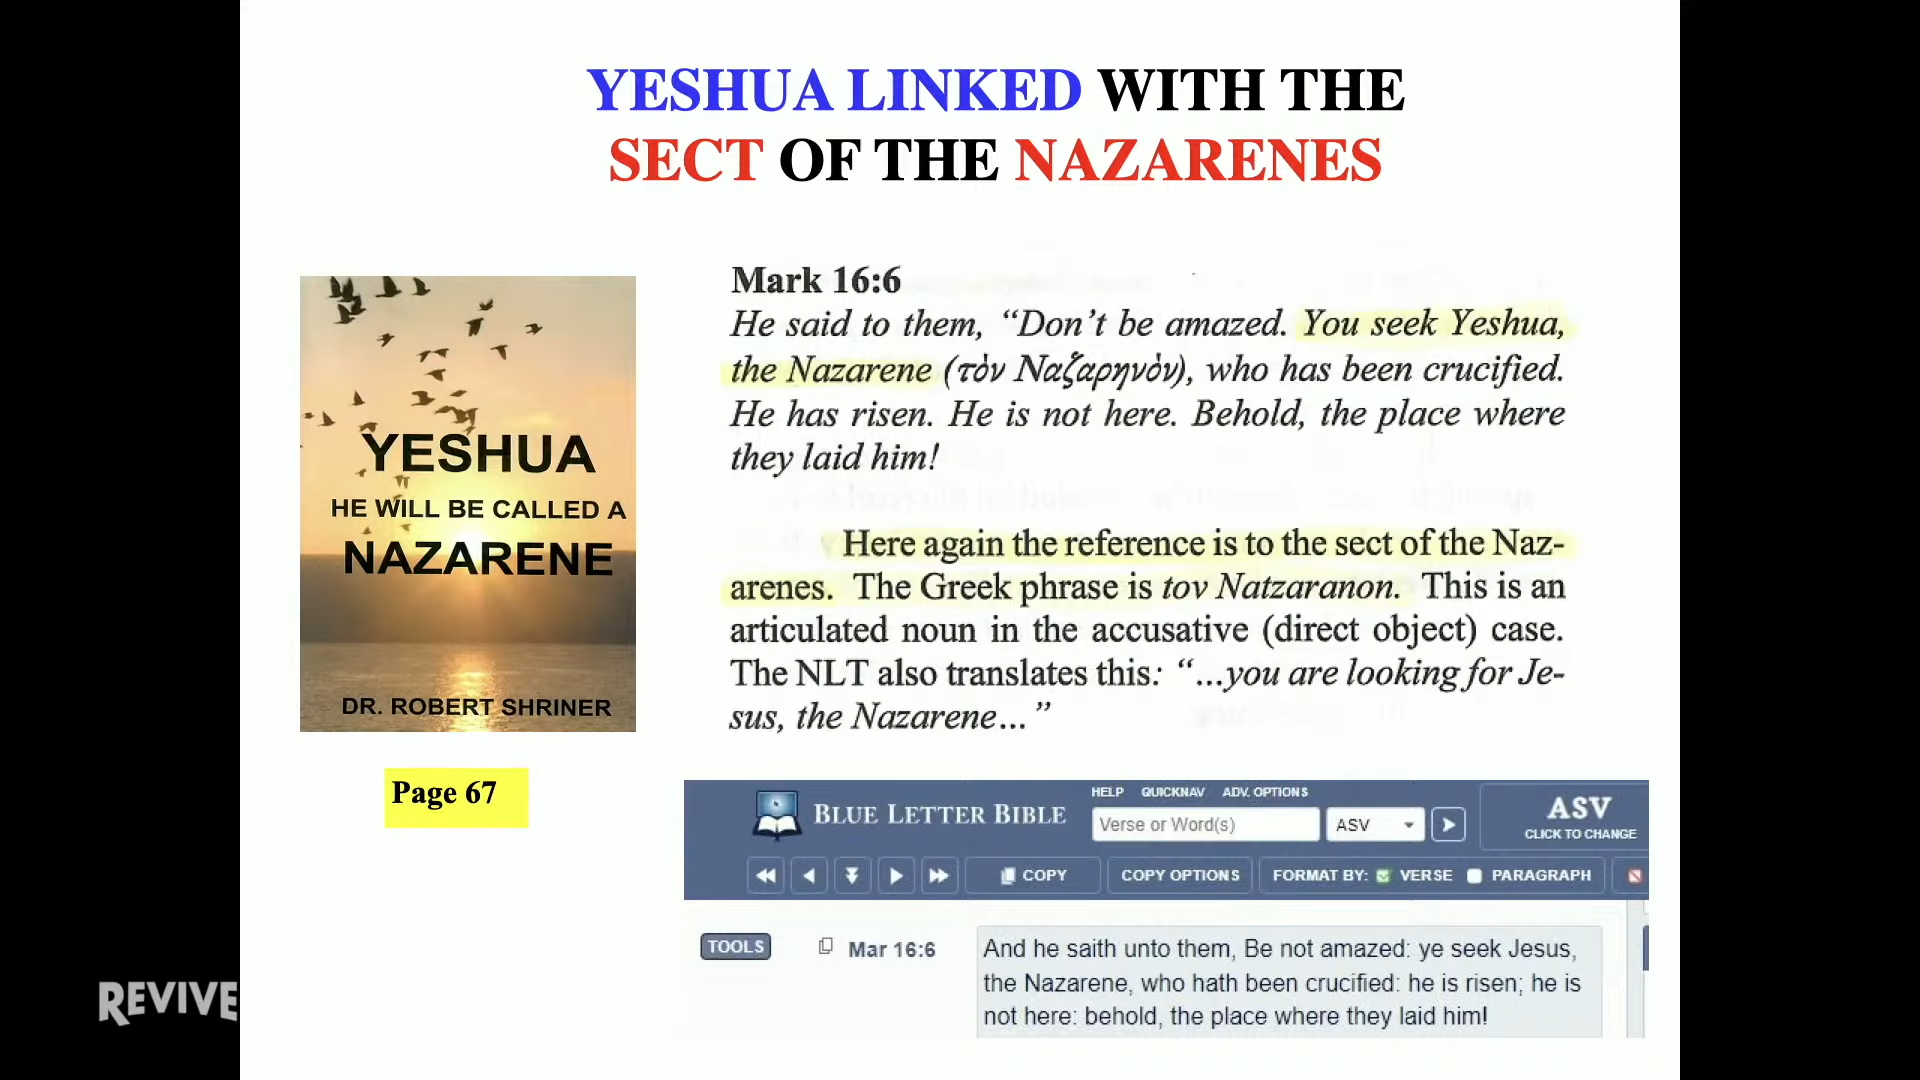 YESHUA LINKED WITH THE
SECT OF THE NAZARENES
YESHUA
HE WILL BE CALLED A
NAZARENE
DR. ROBERT SHRINER
Page 67
Mark 16:6
He said to them, “Don’t be amazed. You seek Yeshua,
the Nazarene (τὸν Ναζαρηνὸν), who has been crucified.
He has risen. He is not here. Behold, the place where
they laid him!
Here again the reference is to the sect of the Naz-
arenes. The Greek phrase is tov Natzaranon. This is an
articulated noun in the accusative (direct object) case.
The NLT also translates this: “...you are looking for Je-
sus, the Nazarene...”
BLUE LETTER BIBLE
HELP QUICKNAV ADV. OPTIONS
Verse or Word(s) ASV
ASV
CLICK TO CHANGE
COPY COPY OPTIONS FORMAT BY: VERSE PARAGRAPH
TOOLS Mar 16:6
And he saith unto them, Be not amazed: ye seek Jesus,
the Nazarene, who hath been crucified: he is risen; he is
not here: behold, the place where they laid him!
REVIVE